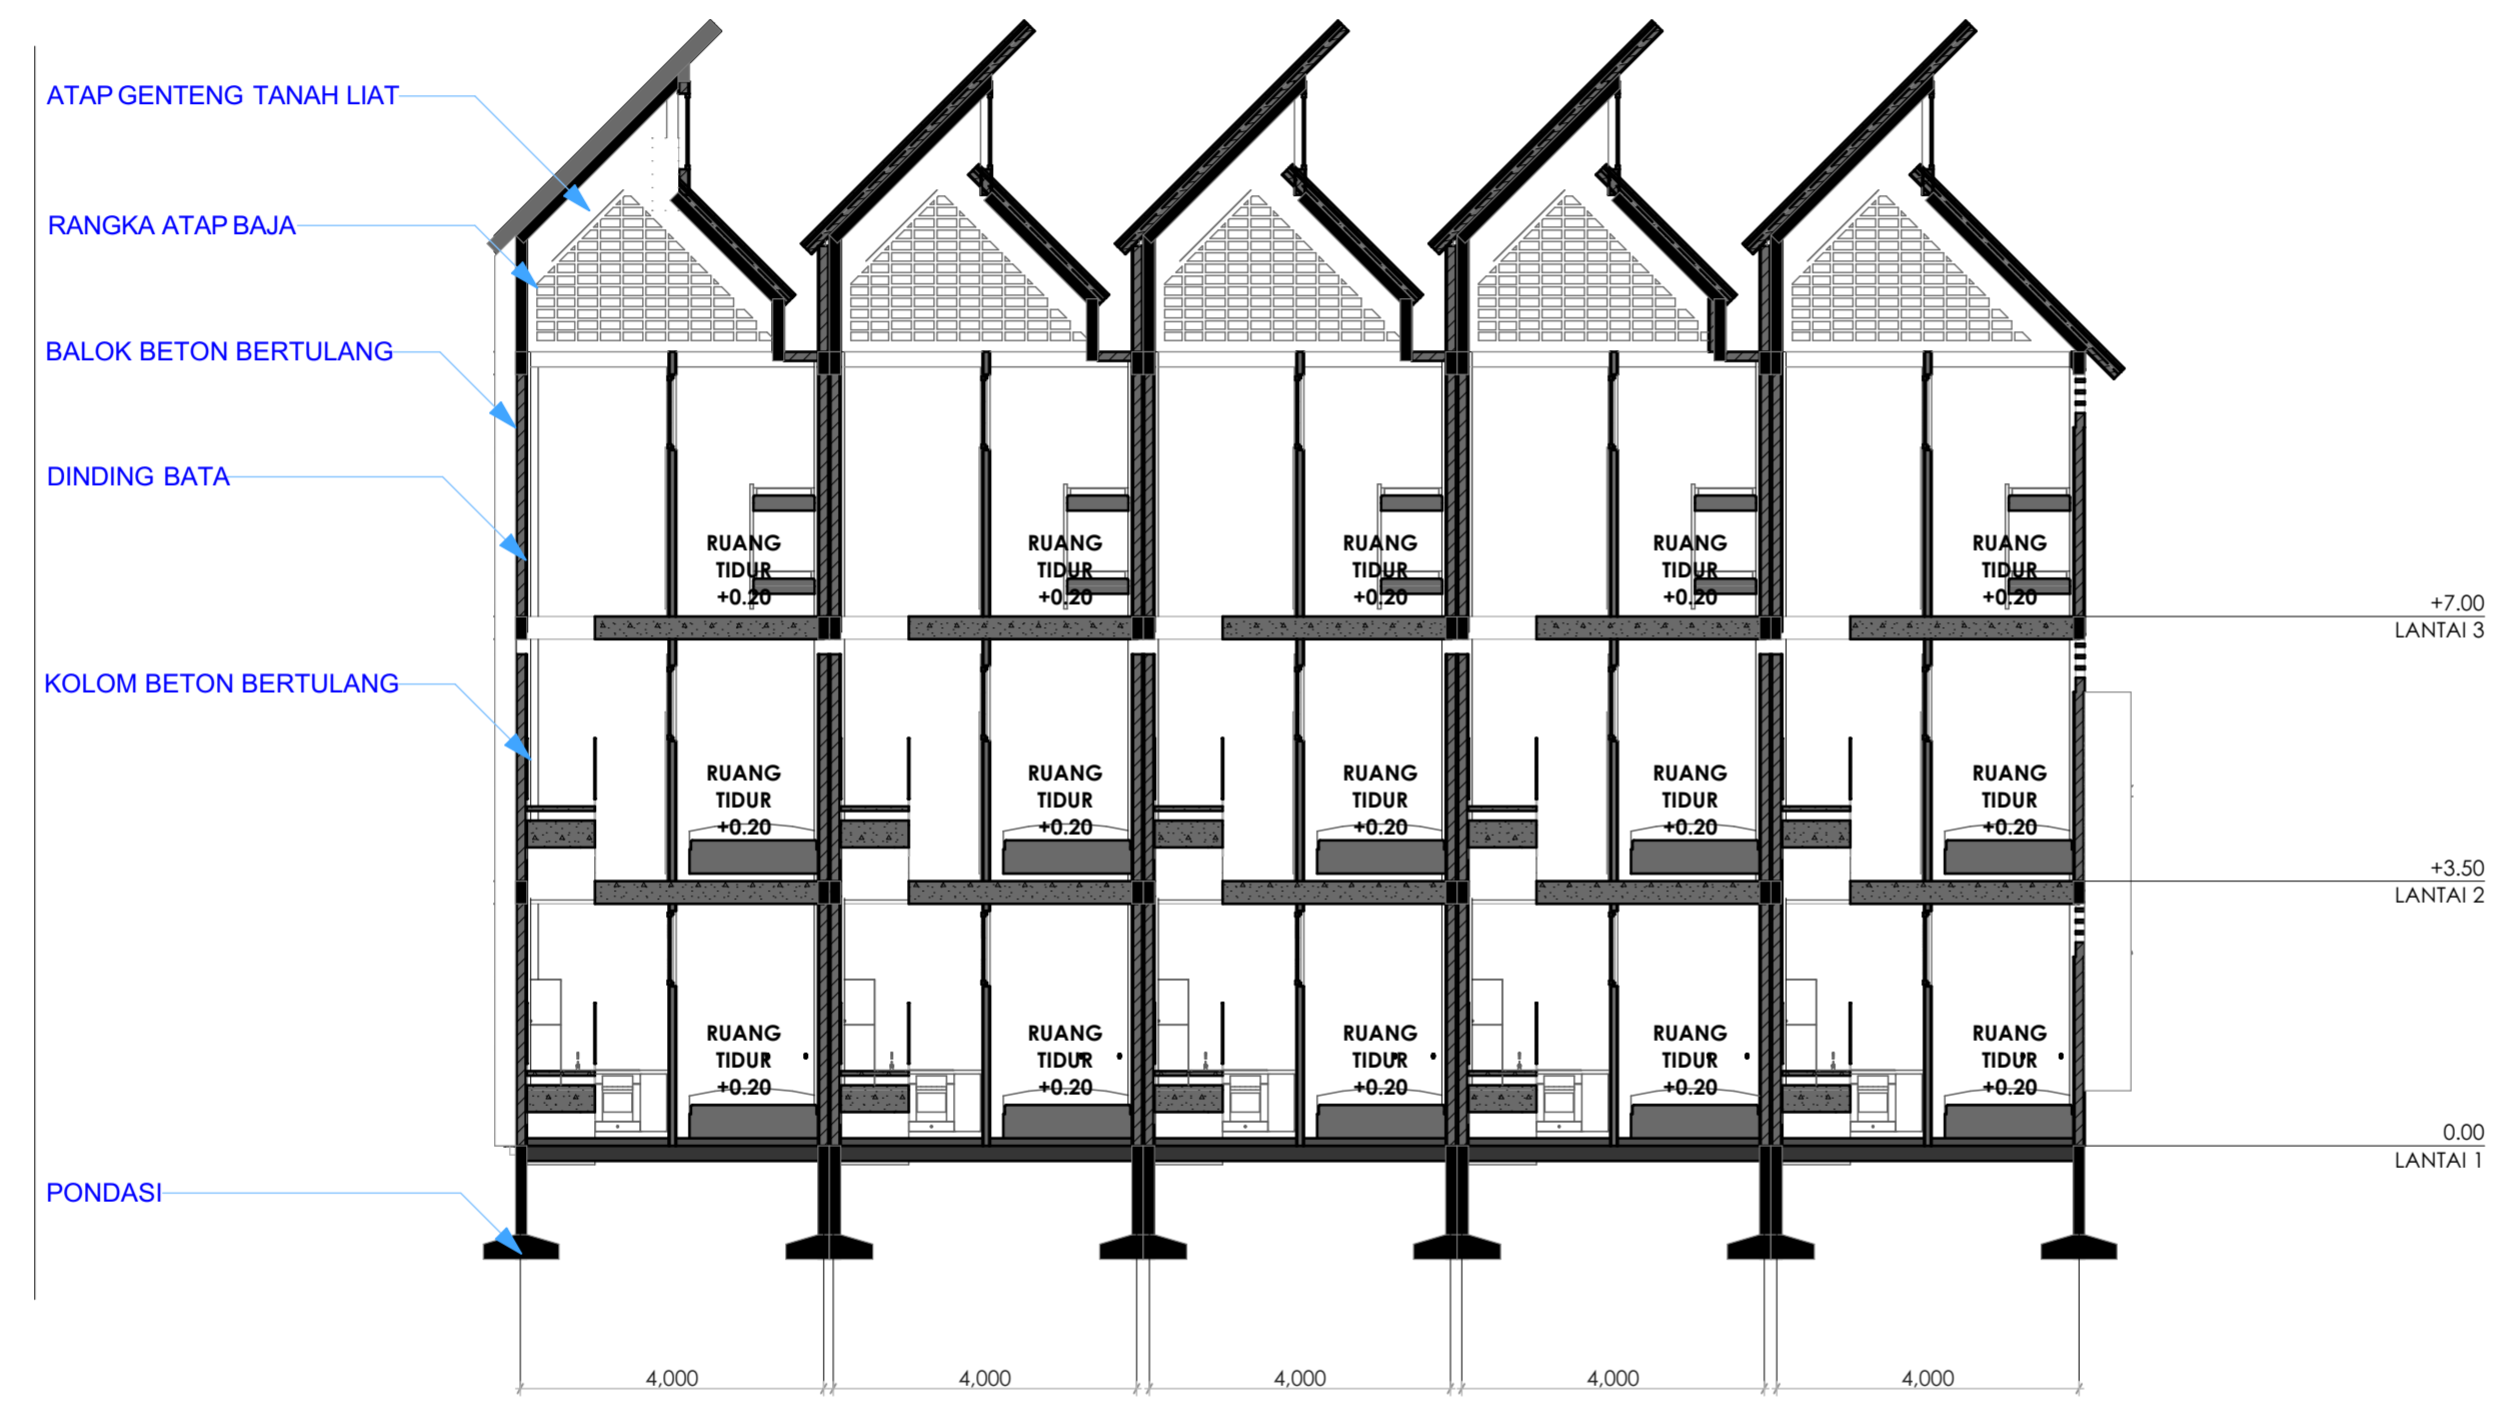 ATAP GENTENG TANAH LIAT
RANGKA ATAP BAJA
BALOK BETON BERTULANG
DINDING BATA
KOLOM BETON BERTULANG
PONDASI
RUANG
TIDUR
+0.20
RUANG
TIDUR
+0.20
RUANG
TIDUR
+0.20
RUANG
TIDUR
+0.20
RUANG
TIDUR
+0.20
+7.00
LANTAI 3
RUANG
TIDUR
+0.20
RUANG
TIDUR
+0.20
RUANG
TIDUR
+0.20
RUANG
TIDUR
+0.20
RUANG
TIDUR
+0.20
+3.50
LANTAI 2
RUANG
TIDUR
+0.20
RUANG
TIDUR
+0.20
RUANG
TIDUR
+0.20
RUANG
TIDUR
+0.20
RUANG
TIDUR
+0.20
0.00
LANTAI 1
4,000
4,000
4,000
4,000
4,000